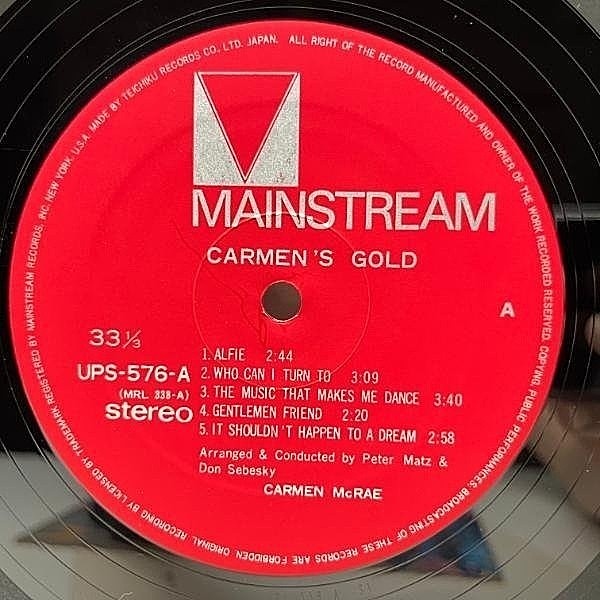 TRADEMARK REGISTERED BY MAINSTREAM RECORDS, INC. NEW YORK. U.S.A. MADE BY TEICHIKU RECORDS CO., LTD. JAPAN. ALL RIGHT OF THE RECORD MANUFACTURED AND OWNER OF THE WORK RECORDED RESERVED. COPYING, PUBLIC PERFORMANCES, BROADCASTING OF THESE RECORDS ARE FORBIDDEN. ORIGINAL RECORDING BY LICENSED BY
MAINSTREAM
CARMEN'S GOLD
A
33 1/3
UPS-576-A
(MRL 338-A)
stereo
1. ALFIE 2:44
2. WHO CAN I TURN TO 3:09
3. THE MUSIC THAT MAKES ME DANCE 3:40
4. GENTLEMEN FRIEND 2:20
5. IT SHOULDN'T HAPPEN TO A DREAM 2:58
Arranged & Conducted by Peter Matz &
Don Sebesky
CARMEN McRAE